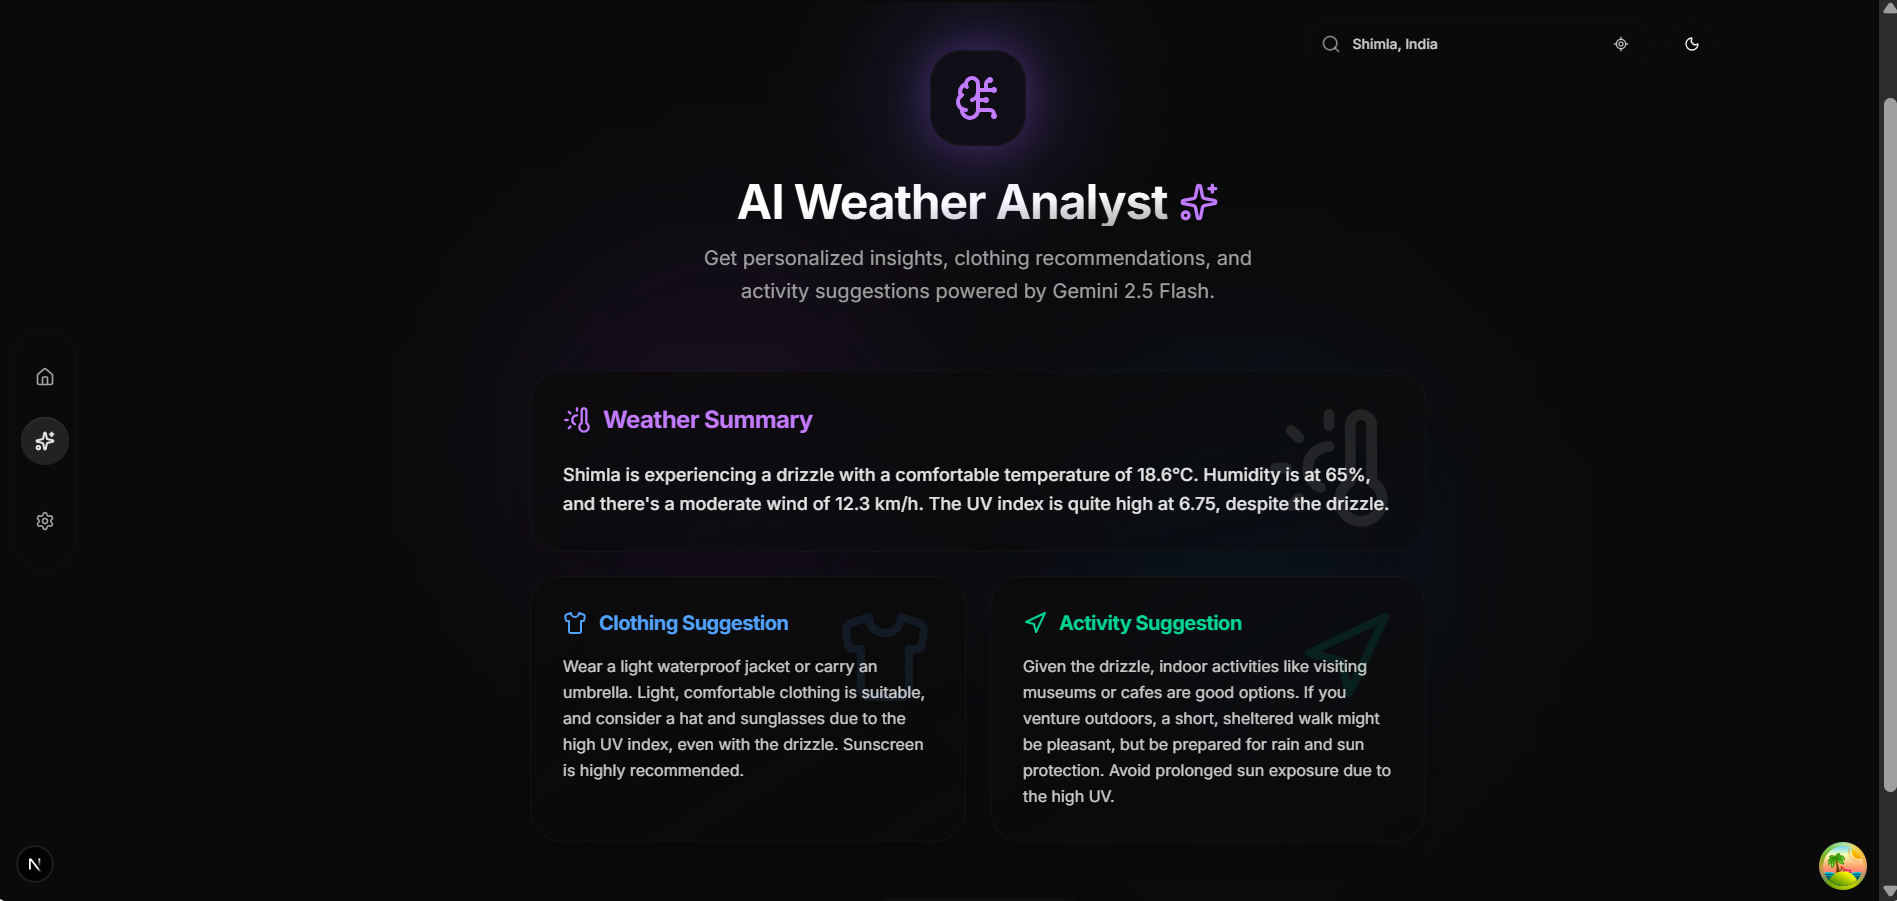 Shimla, India
AI Weather Analyst
Get personalized insights, clothing recommendations, and
activity suggestions powered by Gemini 2.5 Flash.
Weather Summary
Shimla is experiencing a drizzle with a comfortable temperature of 18.6°C. Humidity is at 65%,
and there's a moderate wind of 12.3 km/h. The UV index is quite high at 6.75, despite the drizzle.
Clothing Suggestion
Wear a light waterproof jacket or carry an
umbrella. Light, comfortable clothing is suitable,
and consider a hat and sunglasses due to the
high UV index, even with the drizzle. Sunscreen
is highly recommended.
Activity Suggestion
Given the drizzle, indoor activities like visiting
museums or cafes are good options. If you
venture outdoors, a short, sheltered walk might
be pleasant, but be prepared for rain and sun
protection. Avoid prolonged sun exposure due to
the high UV.
N